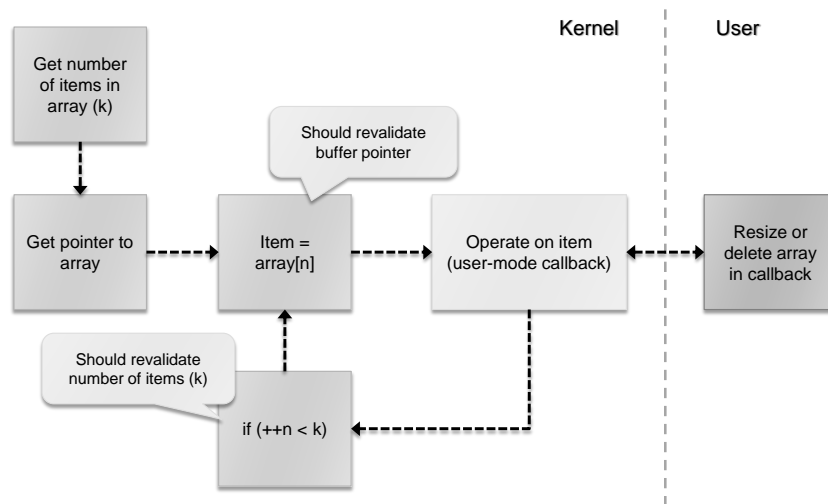 Kernel
User
Get number
of items in
array (k)
Should revalidate
buffer pointer
Get pointer to
array
Item =
array[n]
Operate on item
(user-mode callback)
Resize or
delete array
in callback
Should revalidate
number of items (k)
if (++n < k)